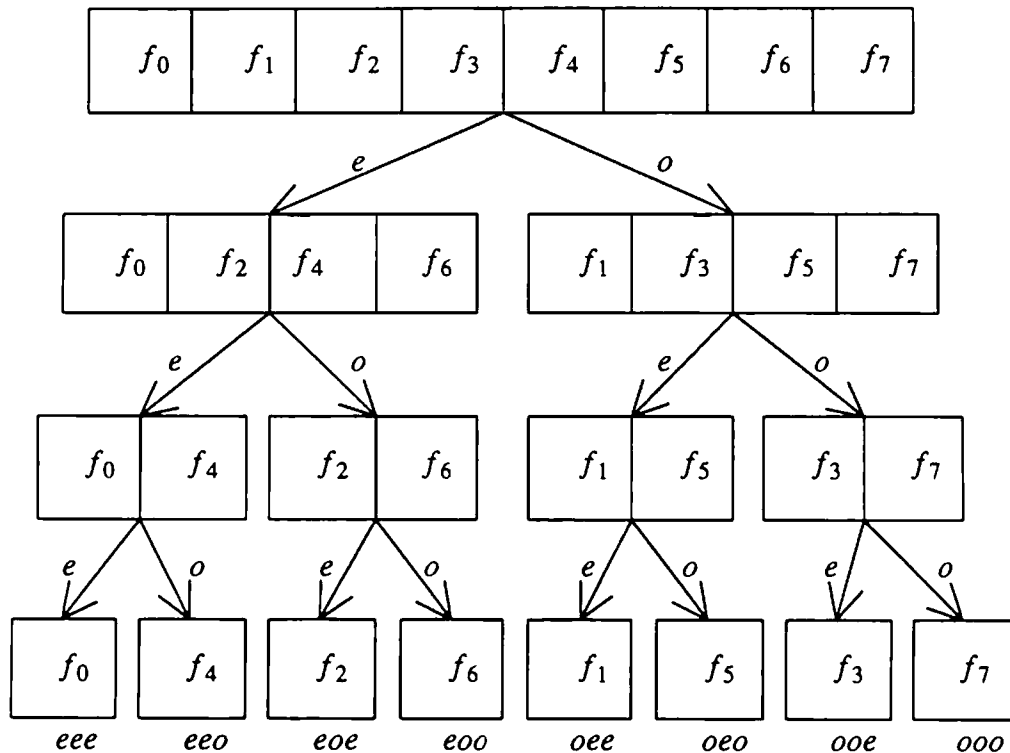 f0 f1 f2 f3 f4 f5 f6 f7
e o
f0 f2 f4 f6 f1 f3 f5 f7
e o e o
f0 f4 f2 f6 f1 f5 f3 f7
e o e o e o e o
f0 f4 f2 f6 f1 f5 f3 f7
eee eeo eoe eoo oee oeo ooe ooo